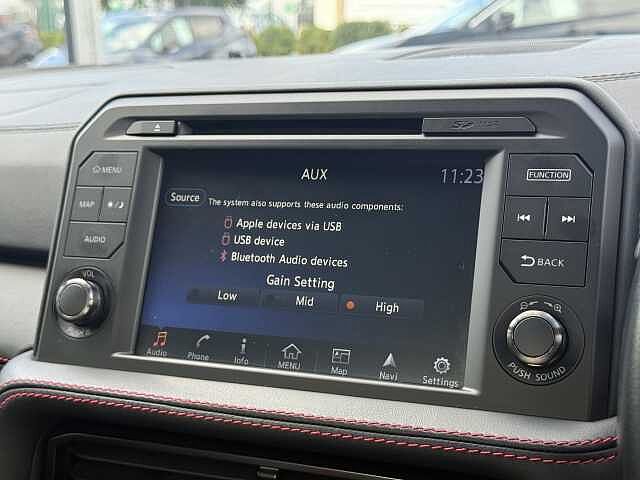 MENU
MAP
AUDIO
VOL
AUX
11:23
Source
The system also supports these audio components:
Apple devices via USB
USB device
Bluetooth Audio devices
Gain Setting
Low
Mid
High
Audio
Phone
Info
MENU
Map
Navi
Settings
FUNCTION
BACK
PUSH SOUND